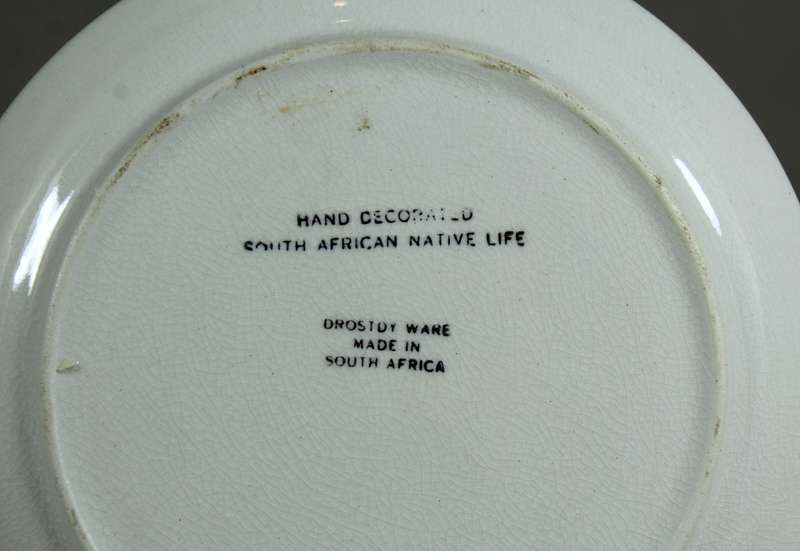 HAND DECORATED
SOUTH AFRICAN NATIVE LIFE
DROSTDY WARE
MADE IN
SOUTH AFRICA